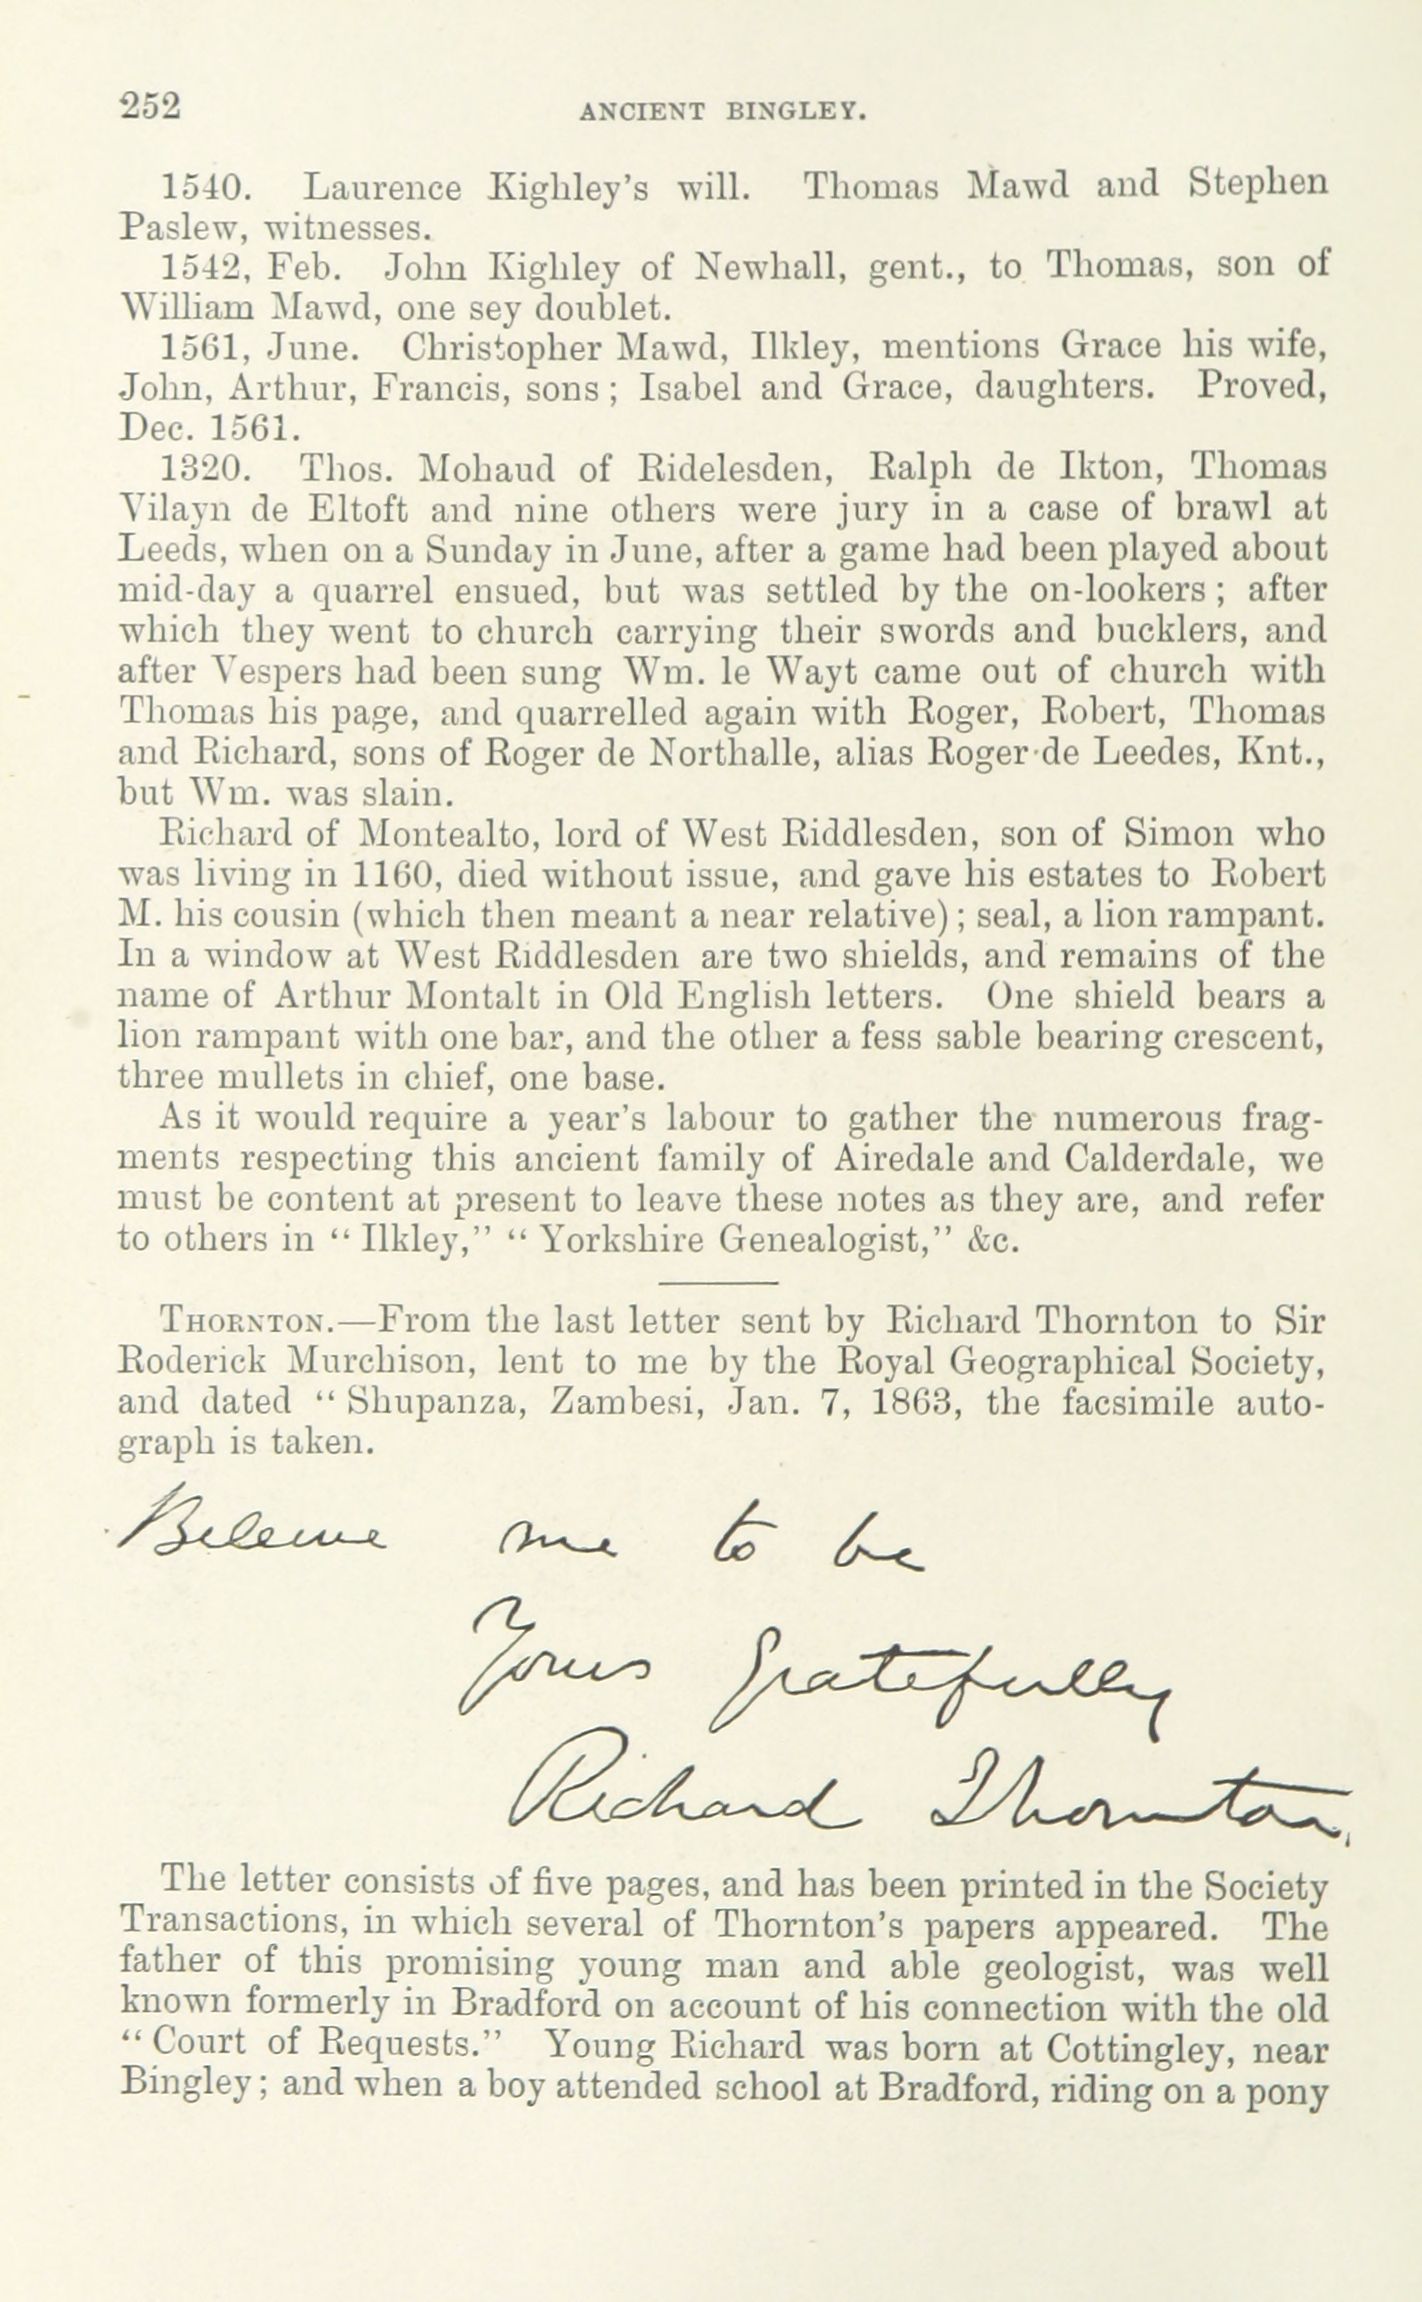 252
ANCIENT BINGLEY.
1540. Laurence Kighley's will. Thomas Mawd and Stephen
Paslew, witnesses.
1542, Feb. John Kighley of Newhall, gent., to Thomas, son of
William Mawd, one sey doublet.
1561, June. Christopher Mawd, Ilkley, mentions Grace his wife,
John, Arthur, Francis, sons; Isabel and Grace, daughters. Proved,
Dec. 1561.
1320. Thos. Mohaud of Ridelesden, Ralph de Ikton, Thomas
Vilayn de Eltoft and nine others were jury in a case of brawl at
Leeds, when on a Sunday in June, after a game had been played about
mid-day a quarrel ensued, but was settled by the on-lookers; after
which they went to church carrying their swords and bucklers, and
after Vespers had been sung Wm. le Wayt came out of church with
Thomas his page, and quarrelled again with Roger, Robert, Thomas
and Richard, sons of Roger de Northalle, alias Roger de Leedes, Knt.,
but Wm. was slain.
Richard of Montealto, lord of West Riddlesden, son of Simon who
was living in 1160, died without issue, and gave his estates to Robert
M. his cousin (which then meant a near relative); seal, a lion rampant.
In a window at West Riddlesden are two shields, and remains of the
name of Arthur Montalt in Old English letters. One shield bears a
lion rampant with one bar, and the other a fess sable bearing crescent,
three mullets in chief, one base.
As it would require a year's labour to gather the numerous frag-
ments respecting this ancient family of Airedale and Calderdale, we
must be content at present to leave these notes as they are, and refer
to others in "Ilkley," "Yorkshire Genealogist," &c.
THORNTON.—From the last letter sent by Richard Thornton to Sir
Roderick Murchison, lent to me by the Royal Geographical Society,
and dated "Shupanza, Zambesi, Jan. 7, 1863, the facsimile auto-
graph is taken.
Believe me to be
Yours gratefully
Richard Thornton.
The letter consists of five pages, and has been printed in the Society
Transactions, in which several of Thornton's papers appeared. The
father of this promising young man and able geologist, was well
known formerly in Bradford on account of his connection with the old
"Court of Requests." Young Richard was born at Cottingley, near
Bingley; and when a boy attended school at Bradford, riding on a pony